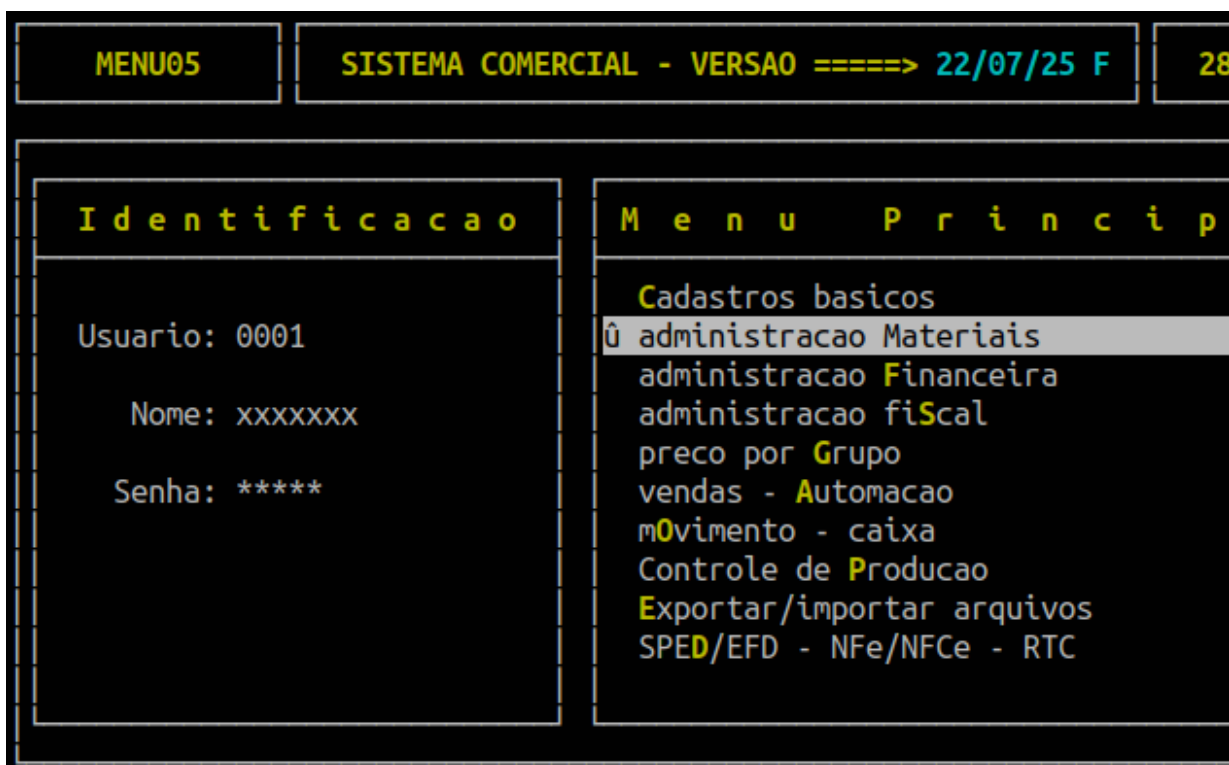 MENU05
SISTEMA COMERCIAL - VERSAO =====> 22/07/25 F
28
Identificacao
Usuario: 0001
Nome: xxxxxxx
Senha: *****
Menu Princip
Cadastros basicos
û administracao Materiais
administracao Financeira
administracao fiScal
preco por Grupo
vendas - Automacao
mOvimento - caixa
Controle de Producao
Exportar/importar arquivos
SPED/EFD - NFe/NFCe - RTC